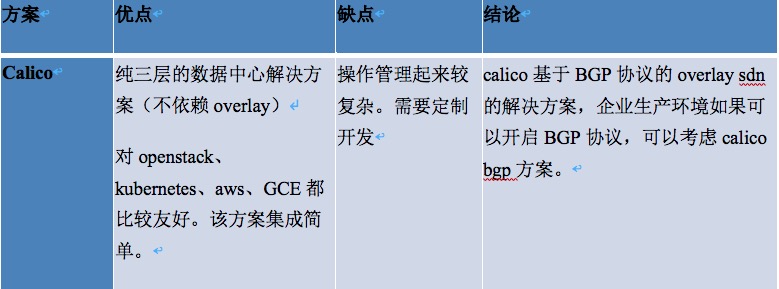 方案 优点 缺点 结论
Calico
纯三层的数据中心解决方
案（不依赖 overlay）
对 openstack、
kubernetes、aws、GCE 都
比较友好。该方案集成简
单。
操作管理起来较
复杂。需要定制
开发
calico 基于 BGP 协议的 overlay sdn
的解决方案，企业生产环境如果可
以开启 BGP 协议，可以考虑 calico
bgp 方案。